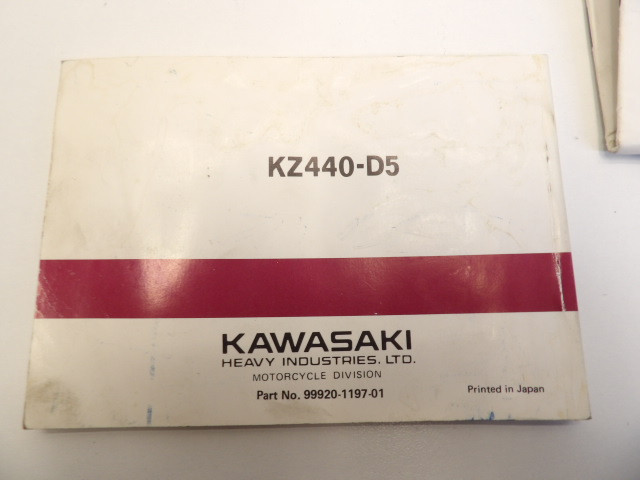 KZ440-D5
KAWASAKI
HEAVY INDUSTRIES, LTD.
MOTORCYCLE DIVISION
Part No. 99920-1197-01
Printed in Japan